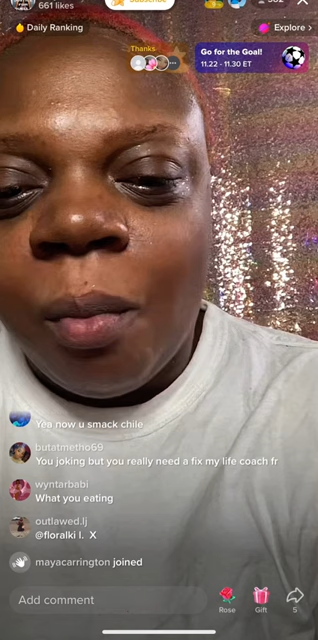 661 likes
Subscribe
Daily Ranking
Explore >
Thanks
Go for the Goal!
11.22 - 11.30 ET
Yea now u smack chile
butatmetho69
You joking but you really need a fix my life coach fr
wyntarbabi
What you eating
outlawed.lj
@floralki l. X
mayacarrington joined
Add comment
Rose
Gift
5